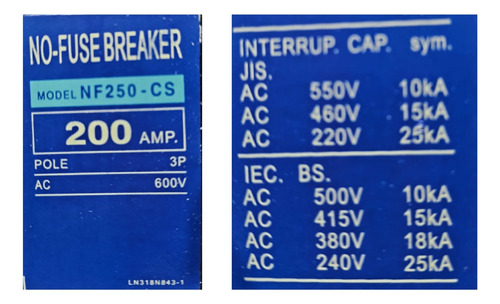 NO-FUSE BREAKER
MODEL NF250-CS
200 AMP.
POLE 3P
AC 600V
LN318N843-1
INTERRUP. CAP. sym.
JIS.
AC 550V 10kA
AC 460V 15kA
AC 220V 25kA
IEC. BS.
AC 500V 10kA
AC 415V 15kA
AC 380V 18kA
AC 240V 25kA